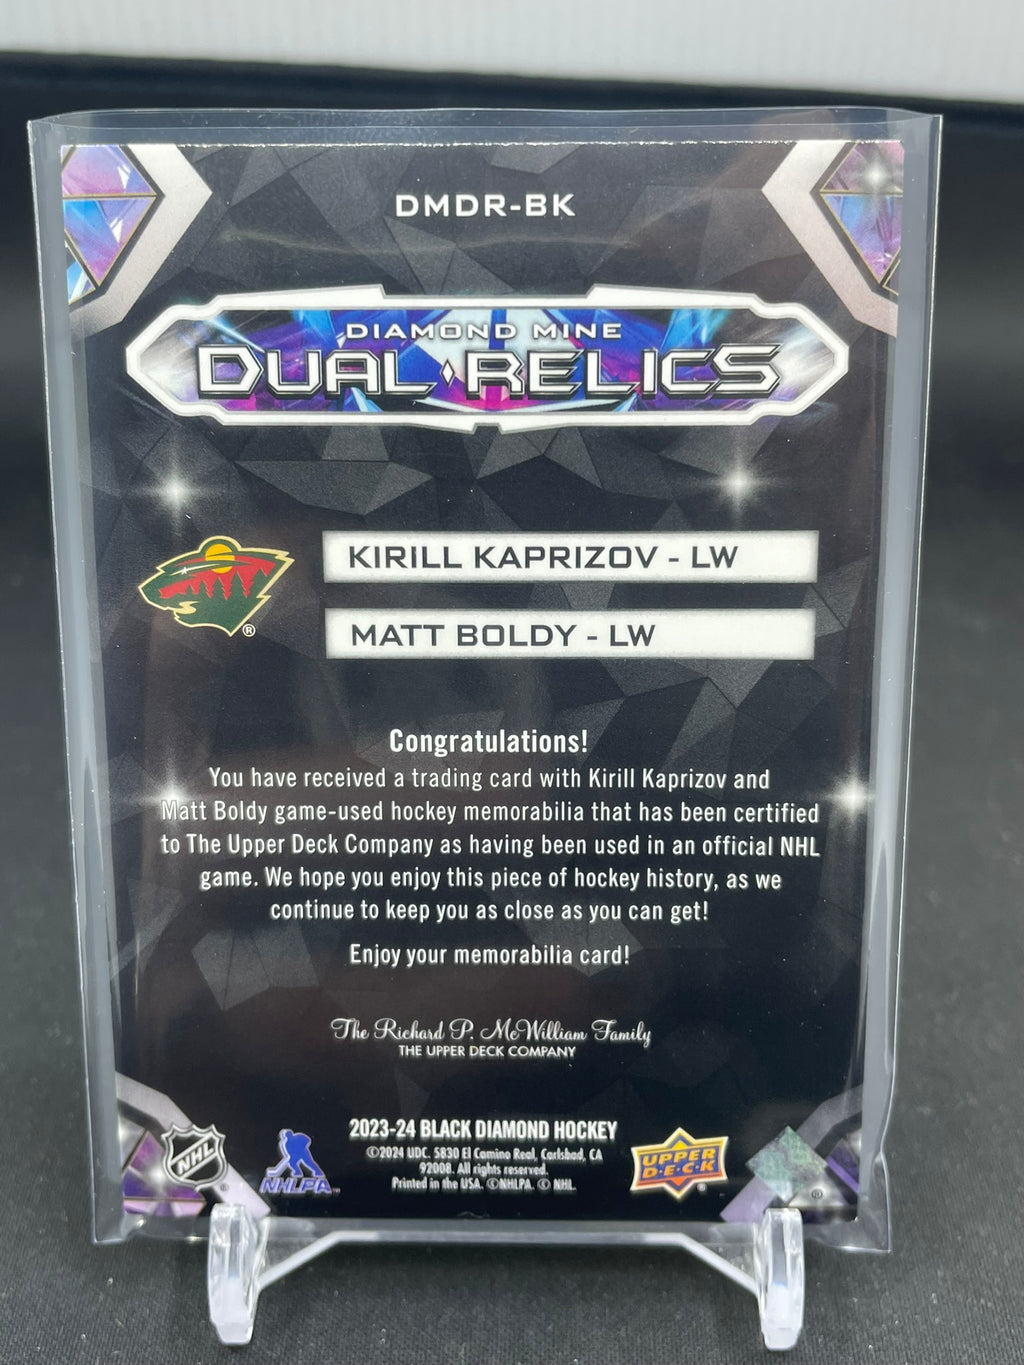 DMDR-BK
DIAMOND MINE
DUAL RELICS
KIRILL KAPRIZOV - LW
MATT BOLDY - LW
®
Congratulations!
You have received a trading card with Kirill Kaprizov and
Matt Boldy game-used hockey memorabilia that has been certified
to The Upper Deck Company as having been used in an official NHL
game. We hope you enjoy this piece of hockey history, as we
continue to keep you as close as you can get!
Enjoy your memorabilia card!
The Richard P. McWilliam Family
THE UPPER DECK COMPANY
2023-24 BLACK DIAMOND HOCKEY
©2024 UDC. 5830 El Camino Real, Carlsbad, CA
92008. All rights reserved.
Printed in the USA. ©NHLPA. © NHL.
NHL ®
NHLPA™
UPPER
D•E•C•K ®
®